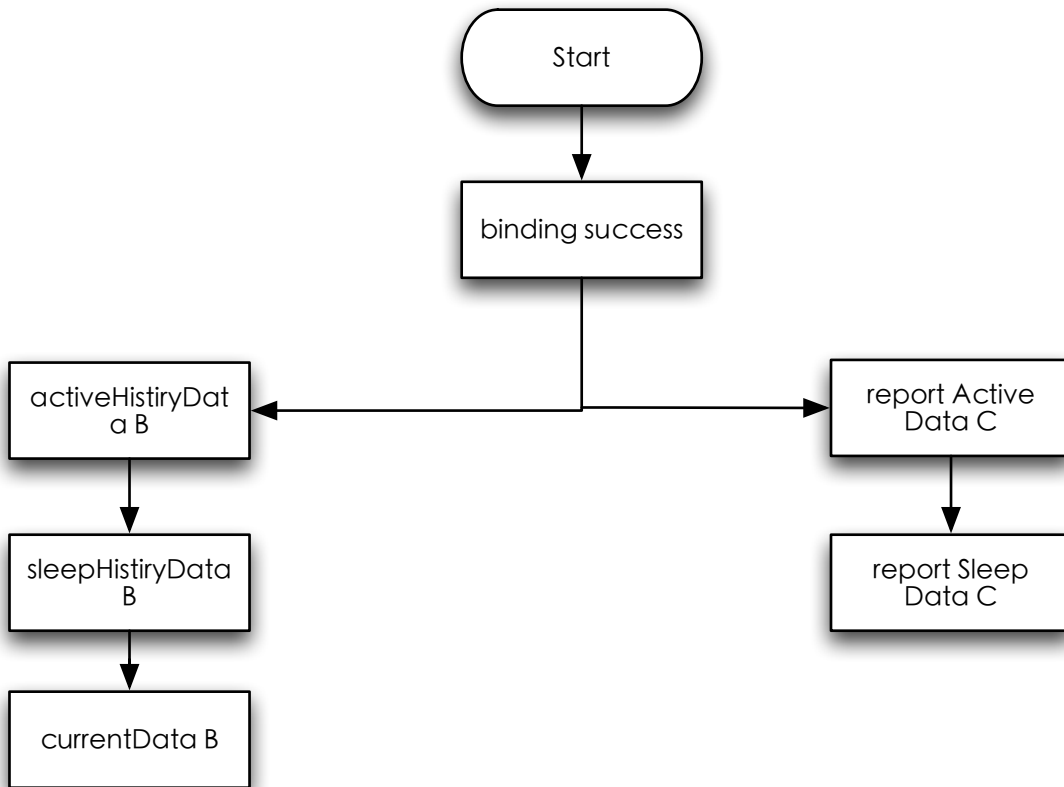 Start
binding success
activeHistiryDat
a B
report Active
Data C
sleepHistiryData
B
report Sleep
Data C
currentData B